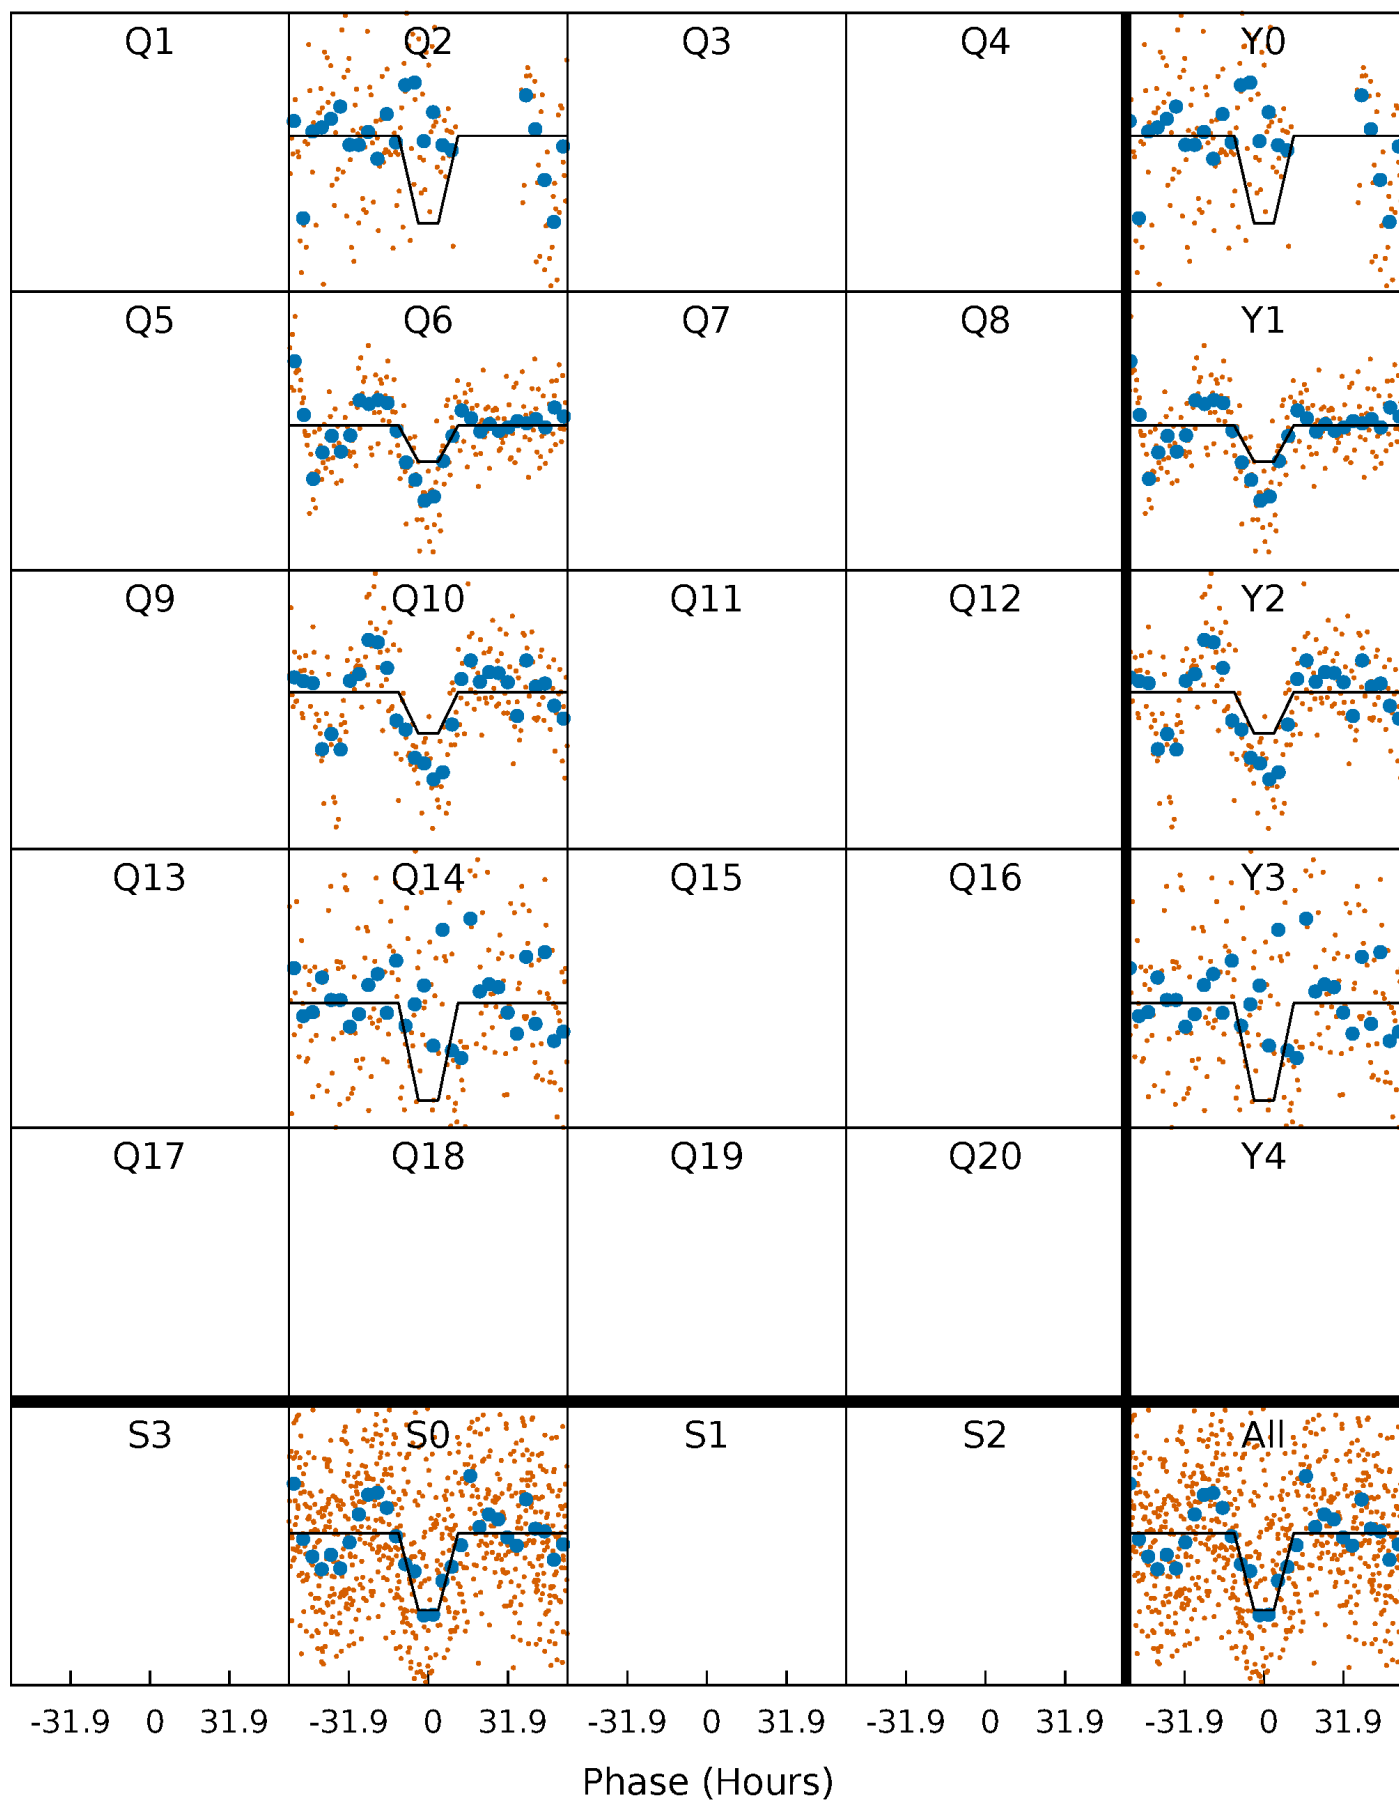 Q1 Q2 Q3 Q4 Y0
Q5 Q6 Q7 Q8 Y1
Q9 Q10 Q11 Q12 Y2
Q13 Q14 Q15 Q16 Y3
Q17 Q18 Q19 Q20 Y4
S3 S0 S1 S2 All
-31.9 0 31.9 -31.9 0 31.9 -31.9 0 31.9 -31.9 0 31.9 -31.9 0 31.9
Phase (Hours)